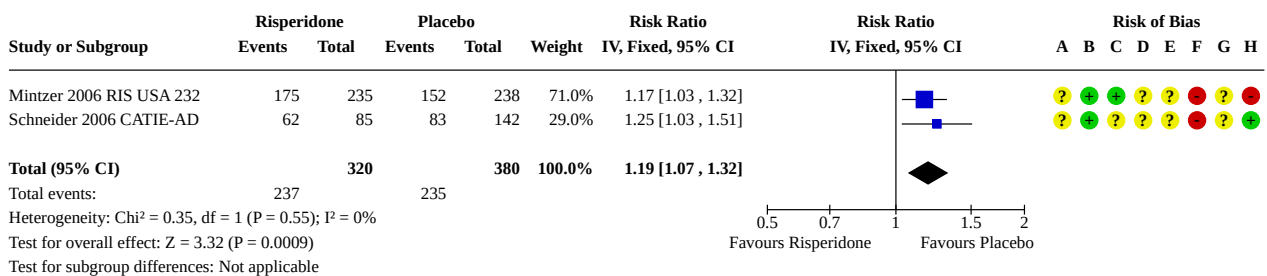 Risperidone Placebo Risk Ratio Risk Ratio Risk of Bias
Study or Subgroup Events Total Events Total Weight IV, Fixed, 95% CI IV, Fixed, 95% CI A B C D E F G H
Mintzer 2006 RIS USA 232 175 235 152 238 71.0% 1.17 [1.03 , 1.32] ? + + ? ? - ? -
Schneider 2006 CATIE-AD 62 85 83 142 29.0% 1.25 [1.03 , 1.51] ? + ? ? ? - ? +
Total (95% CI) 320 380 100.0% 1.19 [1.07 , 1.32]
Total events: 237 235
Heterogeneity: Chi² = 0.35, df = 1 (P = 0.55); I² = 0%
0.5 0.7 1 1.5 2
Test for overall effect: Z = 3.32 (P = 0.0009) Favours Risperidone Favours Placebo
Test for subgroup differences: Not applicable